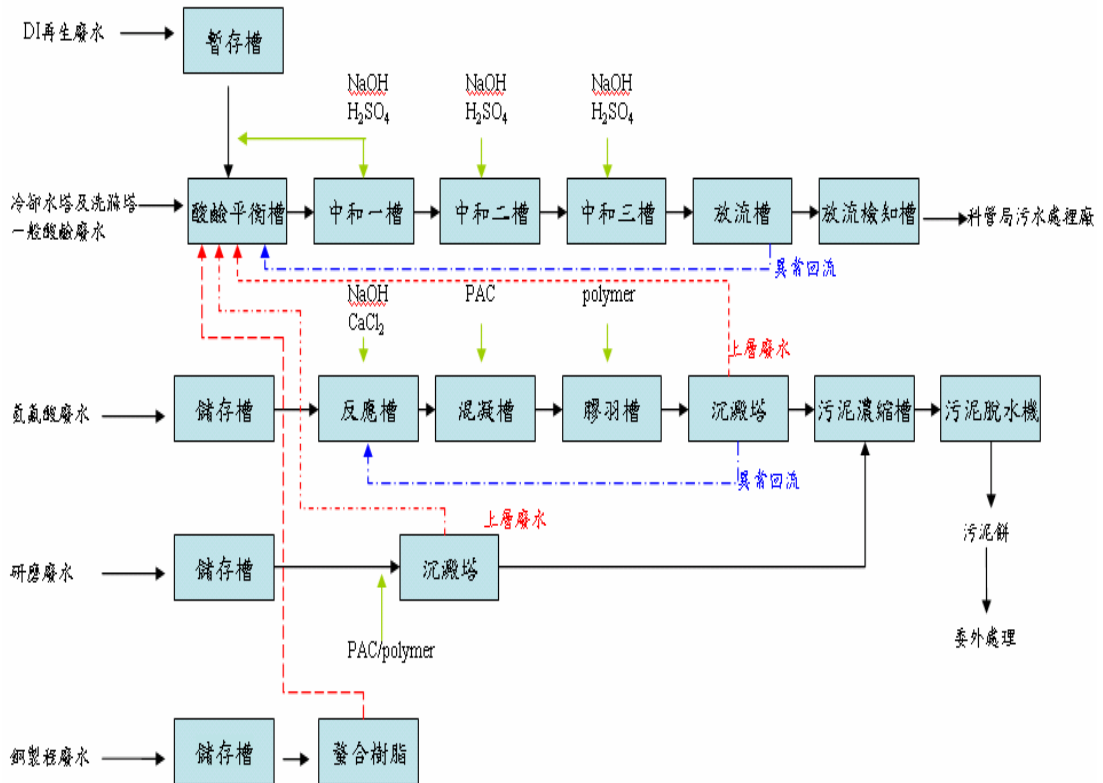 DI再生廢水
暫存槽
NaOH
H₂SO₄
NaOH
H₂SO₄
NaOH
H₂SO₄
冷卻水塔及洗滌塔
一般酸鹼廢水
酸鹼平衡槽
中和一槽
中和二槽
中和三槽
放流槽
放流檢知槽
科管局污水處理廠
異常回流
NaOH
CaCl₂
PAC
polymer
上層廢水
氫氟酸廢水
儲存槽
反應槽
混凝槽
膠羽槽
沉澱塔
污泥濃縮槽
污泥脫水機
異常回流
上層廢水
污泥餅
研磨廢水
儲存槽
沉澱塔
PAC/polymer
委外處理
銅製程廢水
儲存槽
螯合樹脂